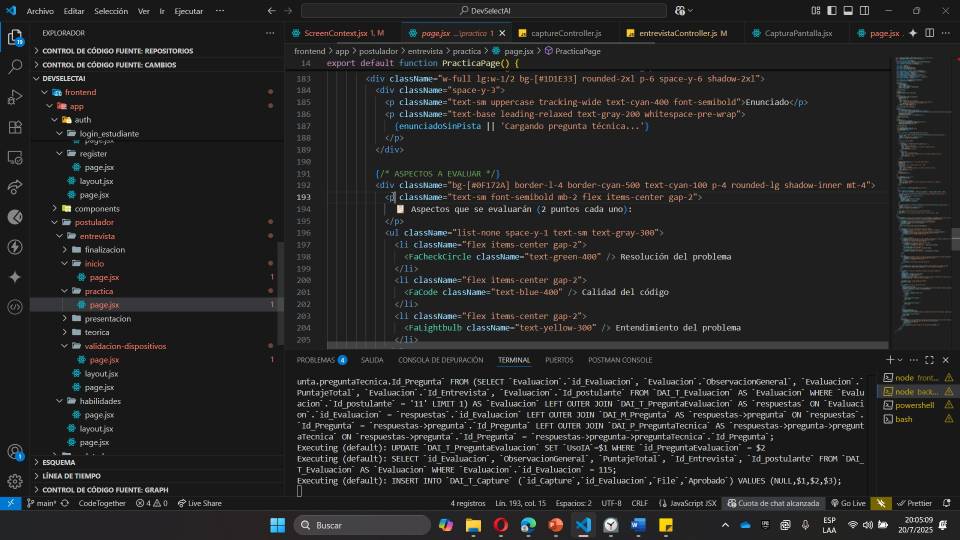 Archivo Editar Selección Ver Ir Ejecutar ...
DevSelectAI
EXPLORADOR
CONTROL DE CÓDIGO FUENTE: REPOSITORIOS
CONTROL DE CÓDIGO FUENTE: CAMBIOS
DEVSELECTAI
frontend
app
auth
login_estudiante
page.jsx
register
page.jsx
layout.jsx
page.jsx
components
postulador
entrevista
finalizacion
inicio
page.jsx 1
practica
page.jsx 1
presentacion
teorica
validacion-dispositivos
page.jsx 1
layout.jsx
page.jsx
habilidades
page.jsx
layout.jsx
page.jsx
ESQUEMA
LÍNEA DE TIEMPO
CONTROL DE CÓDIGO FUENTE: GRAPH
ScreenContext.jsx 1, M
page.jsx ...\practica 1
captureController.js
entrevistaController.js M
CapturaPantalla.jsx
page.jsx
frontend > app > postulador > entrevista > practica > page.jsx > PracticaPage
14 export default function PracticaPage() {
183 <div className="w-full lg:w-1/2 bg-[#1D1E33] rounded-2xl p-6 space-y-6 shadow-2xl">
184 <div className="space-y-3">
185 <p className="text-sm uppercase tracking-wide text-cyan-400 font-semibold">Enunciado</p>
186 <p className="text-base leading-relaxed text-gray-200 whitespace-pre-wrap">
187 {enunciadoSinPista || 'Cargando pregunta técnica...'}
188 </p>
189 </div>
190
191 {/* ASPECTOS A EVALUAR */}
192 <div className="bg-[#0F172A] border-l-4 border-cyan-500 text-cyan-100 p-4 rounded-lg shadow-inner mt-4">
193 <p className="text-sm font-semibold mb-2 flex items-center gap-2">
194 📋 Aspectos que se evaluarán (2 puntos cada uno):
195 </p>
196 <ul className="list-none space-y-1 text-sm text-gray-300">
197 <li className="flex items-center gap-2">
198 <FaCheckCircle className="text-green-400" /> Resolución del problema
199 </li>
200 <li className="flex items-center gap-2">
201 <FaCode className="text-blue-400" /> Calidad del código
202 </li>
203 <li className="flex items-center gap-2">
204 <FaLightbulb className="text-yellow-300" /> Entendimiento del problema
205 </li>
PROBLEMAS 4 SALIDA CONSOLA DE DEPURACIÓN TERMINAL PUERTOS POSTMAN CONSOLE
unta.preguntaTecnica.Id_Pregunta` FROM (SELECT `Evaluacion`.`id_Evaluacion`, `Evaluacion`.`ObservacionGeneral`, `Evaluacion`.`
PuntajeTotal`, `Evaluacion`.`Id_Entrevista`, `Evaluacion`.`Id_postulante` FROM `DAI_T_Evaluacion` AS `Evaluacion` WHERE `Evalu
acion`.`Id_postulante` = '11' LIMIT 1) AS `Evaluacion` LEFT OUTER JOIN `DAI_T_PreguntaEvaluacion` AS `respuestas` ON `Evaluaci
on`.`id_Evaluacion` = `respuestas`.`id_Evaluacion` LEFT OUTER JOIN `DAI_M_Pregunta` AS `respuestas->pregunta` ON `respuestas`.
`Id_Pregunta` = `respuestas->pregunta`.`Id_Pregunta` LEFT OUTER JOIN `DAI_P_PreguntaTecnica` AS `respuestas->pregunta->pregunt
aTecnica` ON `respuestas->pregunta`.`Id_Pregunta` = `respuestas->pregunta->preguntaTecnica`.`Id_Pregunta`;
Executing (default): UPDATE `DAI_T_PreguntaEvaluacion` SET `UsoIA`=$1 WHERE `id_PreguntaEvaluacion` = $2
Executing (default): SELECT `id_Evaluacion`, `ObservacionGeneral`, `PuntajeTotal`, `Id_Entrevista`, `Id_postulante` FROM `DAI_
T_Evaluacion` AS `Evaluacion` WHERE `Evaluacion`.`id_Evaluacion` = 115;
Executing (default): INSERT INTO `DAI_T_Capture` (`id_Capture`,`id_Evaluacion`,`File`,`Aprobado`) VALUES (NULL,$1,$2,$3);
node front...
node back...
powershell
bash
main* CodeTogether 4 registros Lín. 193, col. 15 Espacios: 2 UTF-8 CRLF JavaScript JSX Cuota de chat alcanzada Go Live Prettier
Live Share
Buscar
ESP
LAA
20:05:09
20/7/2025